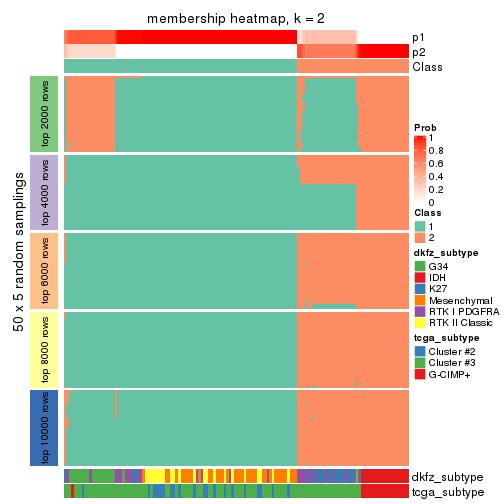 membership heatmap, k = 2
p1
p2
Class
50 x 5 random samplings
top 2000 rows
top 4000 rows
top 6000 rows
top 8000 rows
top 10000 rows
dkfz_subtype
tcga_subtype
Prob
1
0.8
0.6
0.4
0.2
0
Class
1
2
dkfz_subtype
G34
IDH
K27
Mesenchymal
RTK I PDGFRA
RTK II Classic
tcga_subtype
Cluster #2
Cluster #3
G-CIMP+